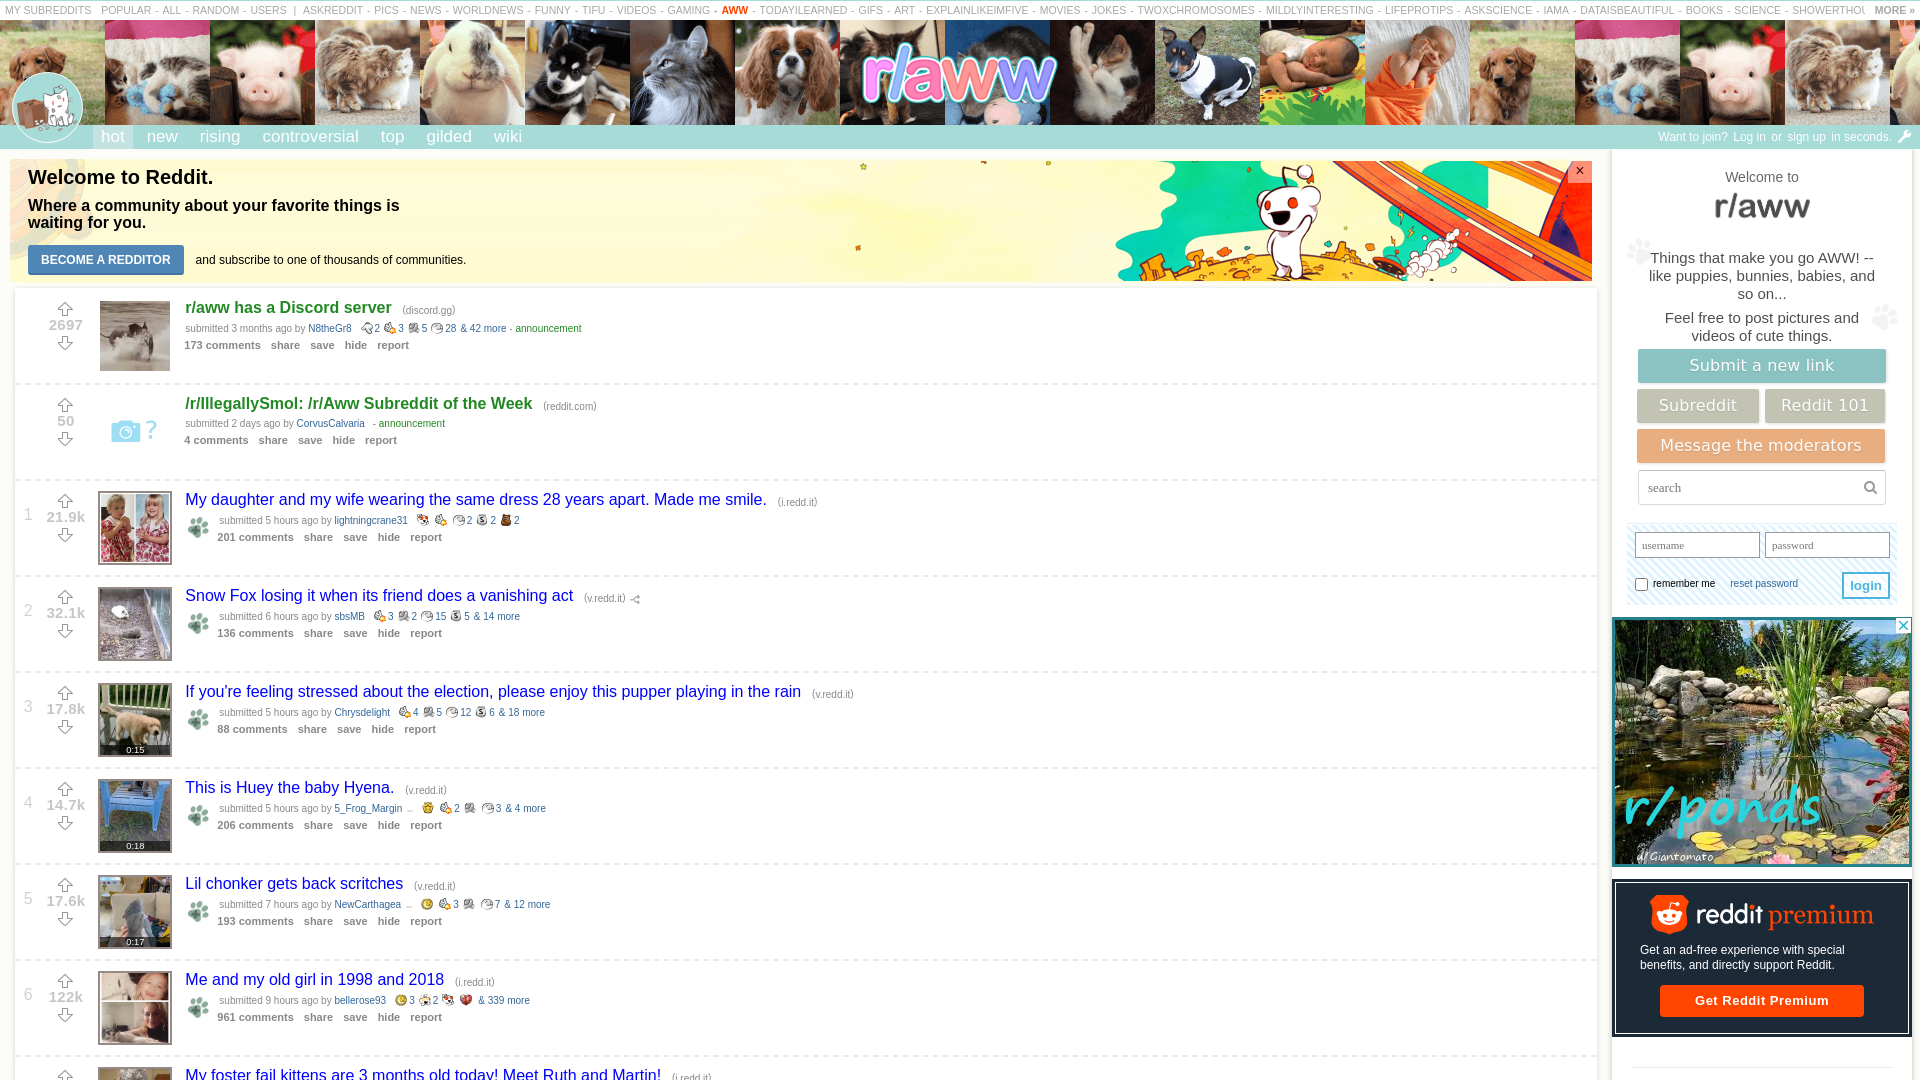 MY SUBREDDITS POPULAR - ALL - RANDOM - USERS | ASKREDDIT - PICS - NEWS - WORLDNEWS - FUNNY - TIFU - VIDEOS - GAMING - AWW - TODAYILEARNED - GIFS - ART - EXPLAINLIKEIMFIVE - MOVIES - JOKES - TWOXCHROMOSOMES - MILDLYINTERESTING - LIFEPROTIPS - ASKSCIENCE - IAMA - DATAISBEAUTIFUL - BOOKS - SCIENCE - SHOWERTHOU MORE »
r/aww
hot new rising controversial top gilded wiki
Want to join? Log in or sign up in seconds.
Welcome to Reddit.
Where a community about your favorite things is
waiting for you.
BECOME A REDDITOR and subscribe to one of thousands of communities.
×
2697
r/aww has a Discord server (discord.gg)
submitted 3 months ago by N8theGr8 2 3 5 28 & 42 more - announcement
173 comments share save hide report
50
/r/IllegallySmol: /r/Aww Subreddit of the Week (reddit.com)
submitted 2 days ago by CorvusCalvaria - announcement
4 comments share save hide report
1
21.9k
My daughter and my wife wearing the same dress 28 years apart. Made me smile. (i.redd.it)
submitted 5 hours ago by lightningcrane31 2 2 2
201 comments share save hide report
2
32.1k
Snow Fox losing it when its friend does a vanishing act (v.redd.it)
submitted 6 hours ago by sbsMB 3 2 15 5 & 14 more
136 comments share save hide report
3
17.8k
0:15
If you're feeling stressed about the election, please enjoy this pupper playing in the rain (v.redd.it)
submitted 5 hours ago by Chrysdelight 4 5 12 6 & 18 more
88 comments share save hide report
4
14.7k
0:18
This is Huey the baby Hyena. (v.redd.it)
submitted 5 hours ago by 5_Frog_Margin 2 3 & 4 more
206 comments share save hide report
5
17.6k
0:17
Lil chonker gets back scritches (v.redd.it)
submitted 7 hours ago by NewCarthagea 3 7 & 12 more
193 comments share save hide report
6
122k
Me and my old girl in 1998 and 2018 (i.redd.it)
submitted 9 hours ago by bellerose93 3 2 & 339 more
961 comments share save hide report
My foster fail kittens are 3 months old today! Meet Ruth and Martin! (i.redd.it)
Welcome to
r/aww
Things that make you go AWW! --
like puppies, bunnies, babies, and
so on...
Feel free to post pictures and
videos of cute things.
Submit a new link
Subreddit Reddit 101
Message the moderators
search
username password
remember me reset password login
r/ponds
u/Giantomato
reddit premium
Get an ad-free experience with special
benefits, and directly support Reddit.
Get Reddit Premium